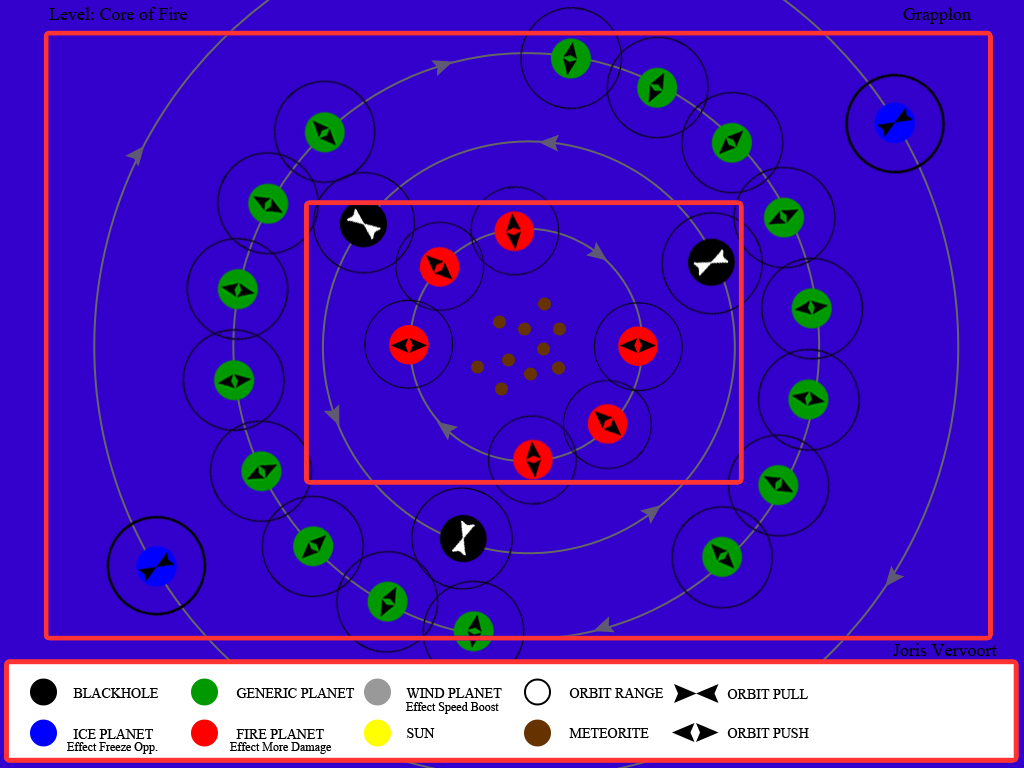 Level: Core of Fire
Grapplon
Joris Vervoort
BLACKHOLE
GENERIC PLANET
WIND PLANET
Effect Speed Boost
ORBIT RANGE
ORBIT PULL
ICE PLANET
Effect Freeze Opp.
FIRE PLANET
Effect More Damage
SUN
METEORITE
ORBIT PUSH